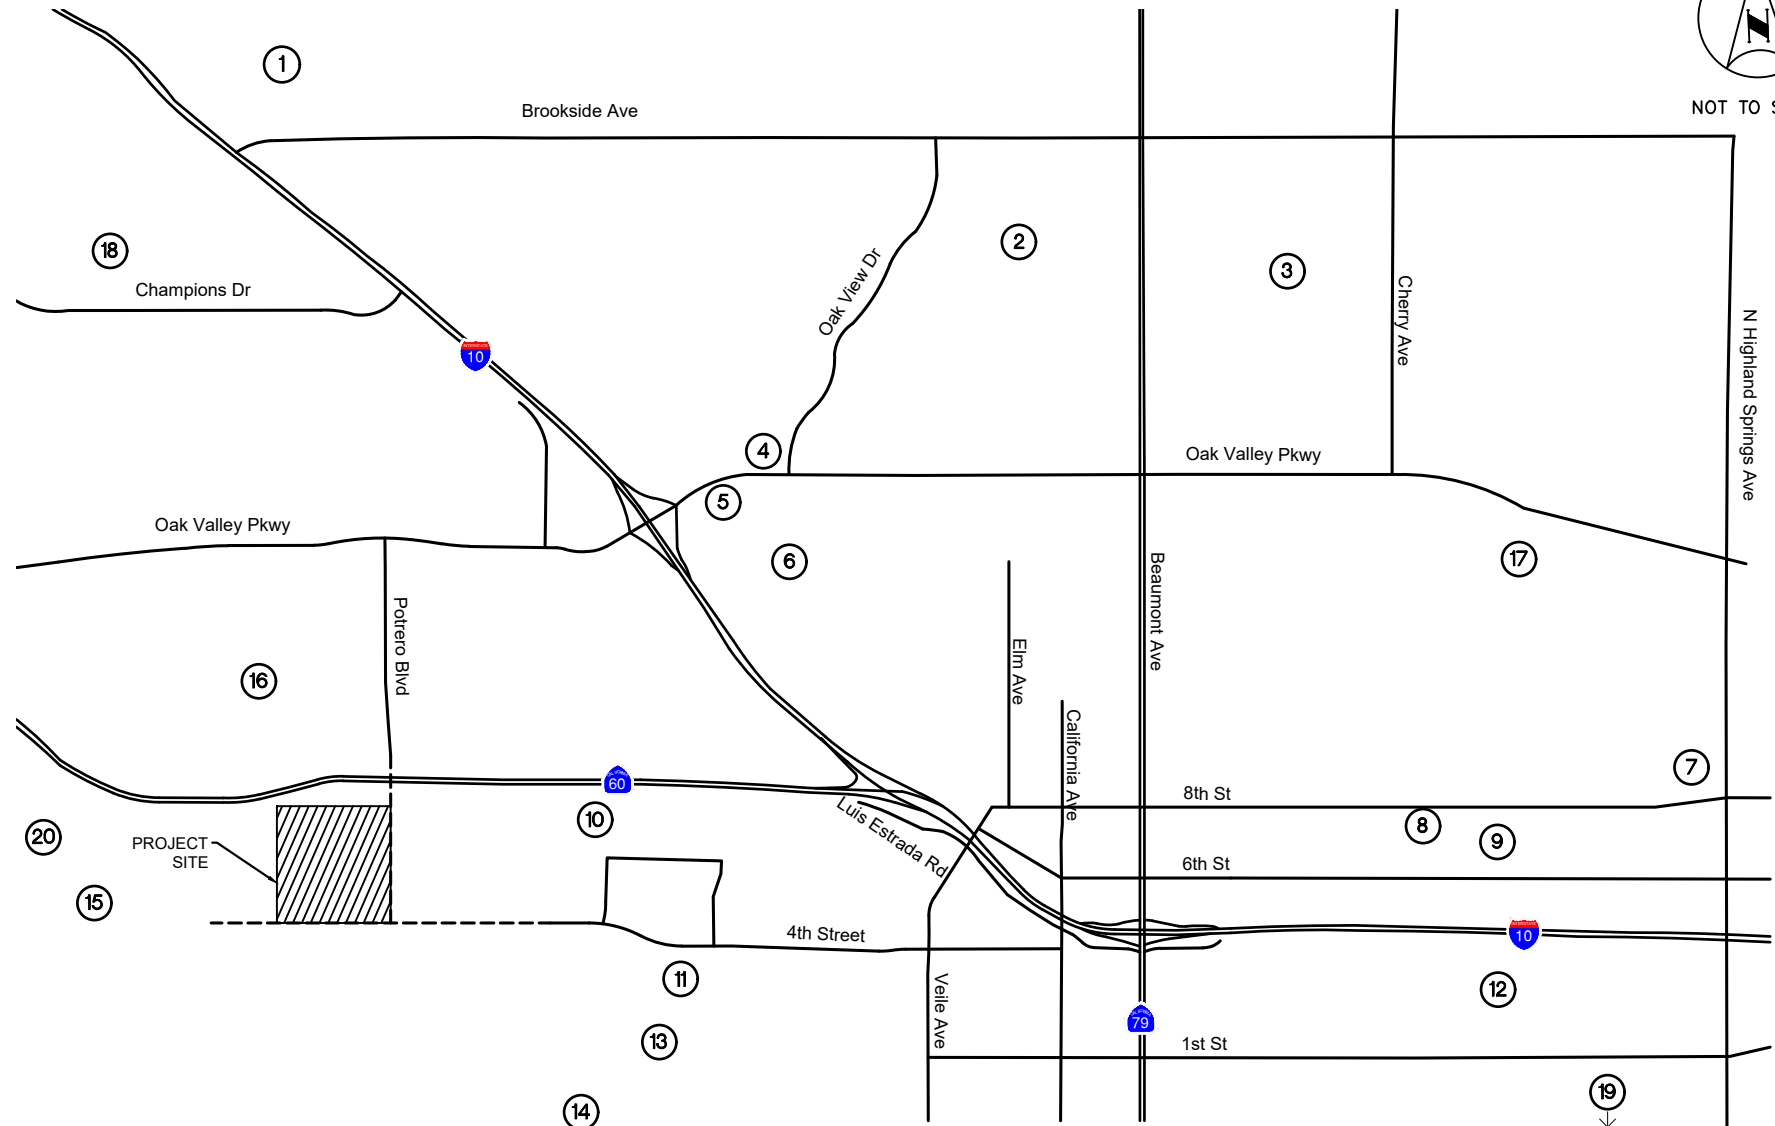 N
NOT TO S
1
Brookside Ave
18
2
3
Champions Dr
Oak View Dr
Cherry Ave
N Highland Springs Ave
10
4
Oak Valley Pkwy
5
Oak Valley Pkwy
6
17
Beaumont Ave
Potrero Blvd
Elm Ave
16
California Ave
7
60
8th St
10
Luis Estrada Rd
8
9
20
PROJECT
SITE
6th St
15
4th Street
10
11
Veile Ave
12
79
13
1st St
14
19